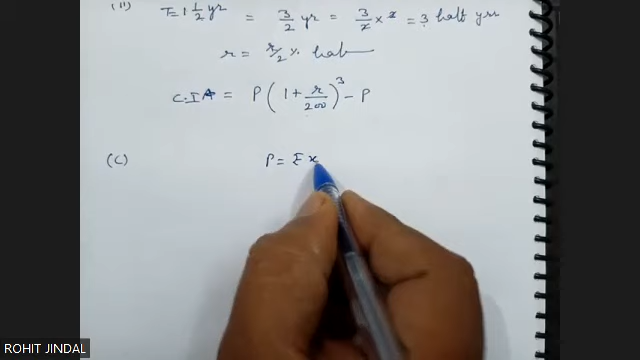 (ii) T=1 1/2 yr = 3/2 yr = 3/2 × 2 = 3 half yrs
r = r/2 % half
C.I = P(1 + r/200)^3 - P
(C) P = ₹ x
ROHIT JINDAL